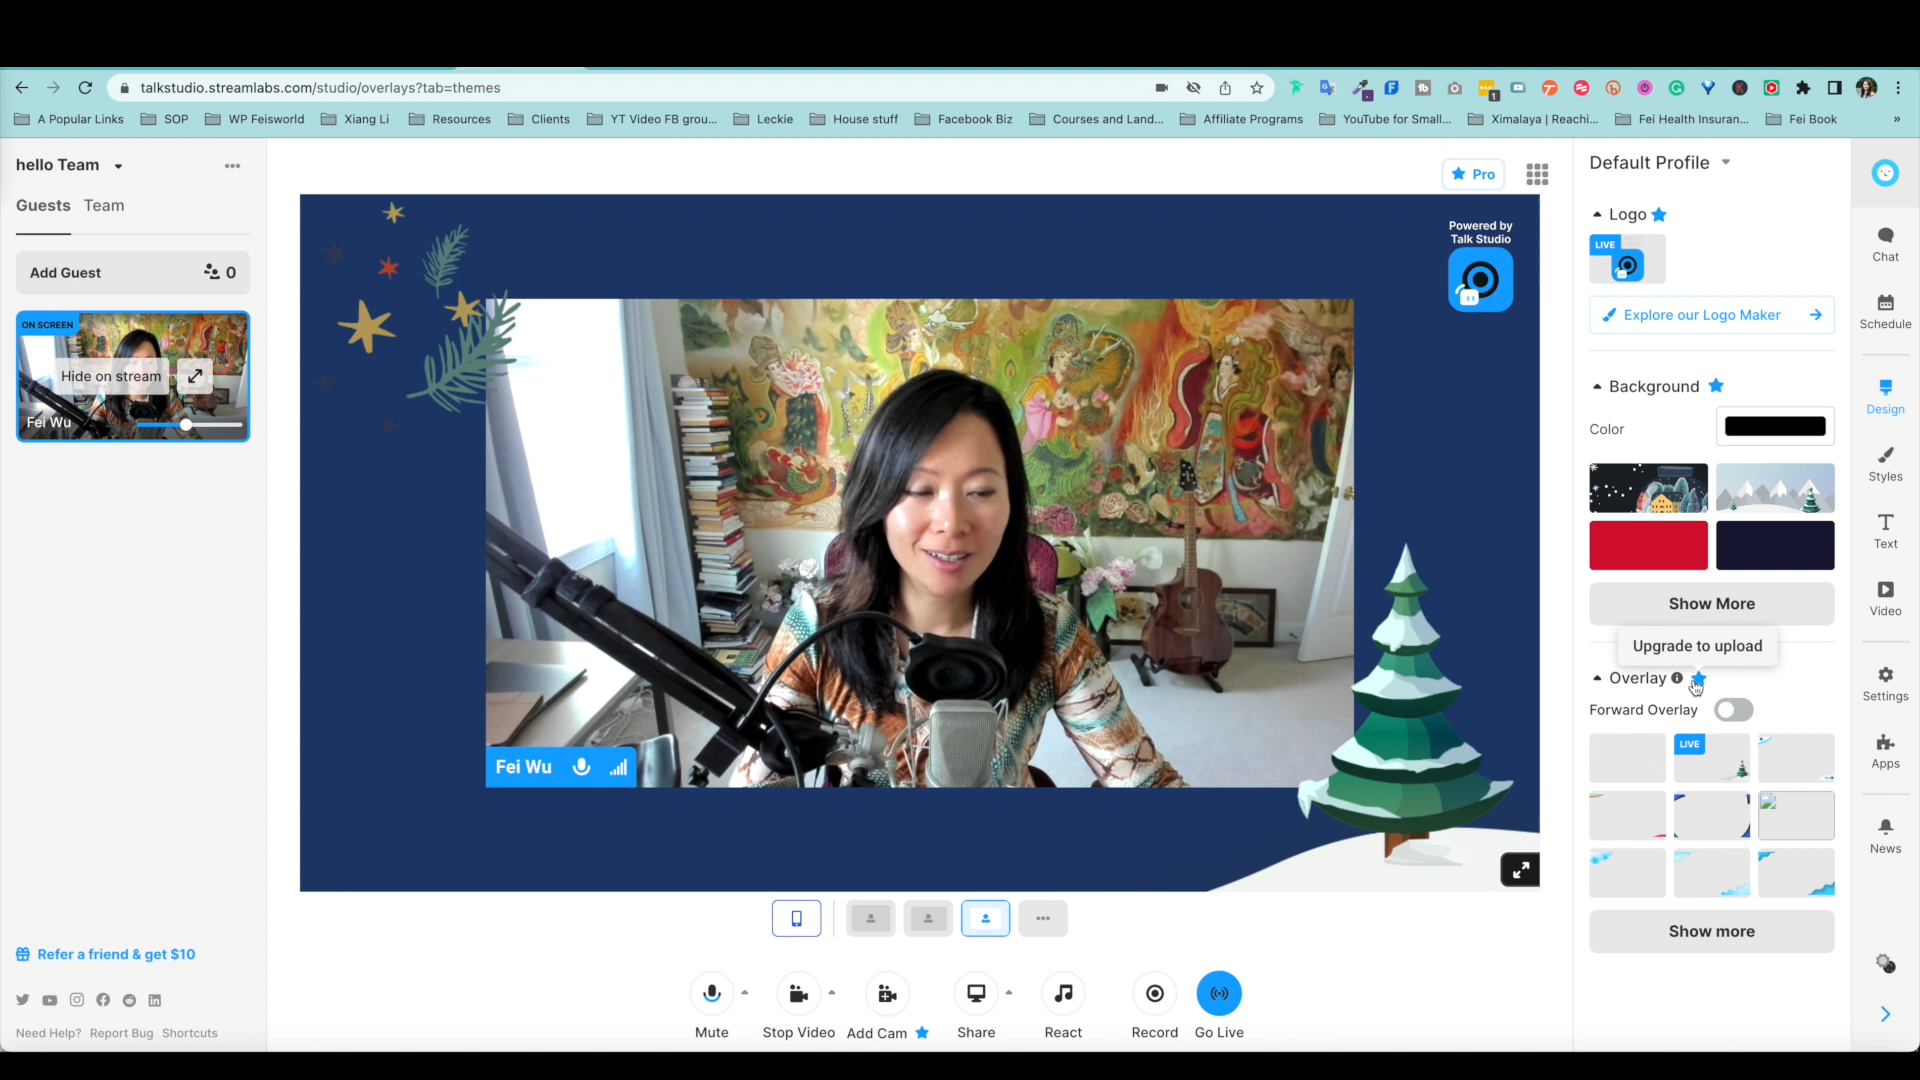 talkstudio.streamlabs.com/studio/overlays?tab=themes
A Popular Links SOP WP Feisworld Xiang Li Resources Clients YT Video FB grou... Leckie House stuff Facebook Biz Courses and Land... Affiliate Programs YouTube for Small... Ximalaya | Reachi... Fei Health Insuran... Fei Book »
hello Team
Guests Team
Add Guest 0
ON SCREEN
Hide on stream
Fei Wu
Refer a friend & get $10
Need Help? Report Bug Shortcuts
Pro
Powered by
Talk Studio
Fei Wu
Mute Stop Video Add Cam Share React Record Go Live
Default Profile
Logo
LIVE
Explore our Logo Maker
Background
Color
Show More
Upgrade to upload
Overlay
Forward Overlay
LIVE
Show more
Chat
Schedule
Design
Styles
Text
Video
Settings
Apps
News